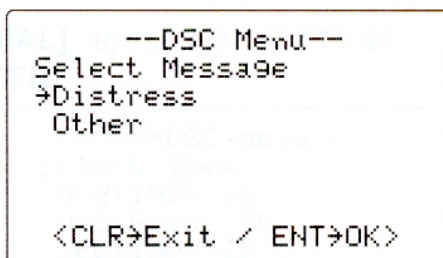 --DSC Menu--
Select Message
→Distress
Other
<CLR→Exit / ENT→OK>